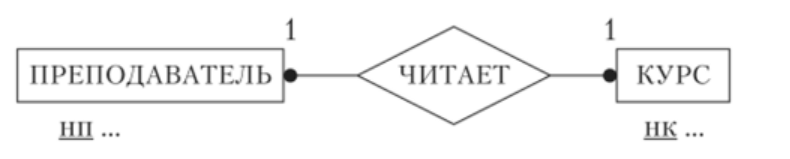 1 1
ПРЕПОДАВАТЕЛЬ ЧИТАЕТ КУРС
нп ... нк ...